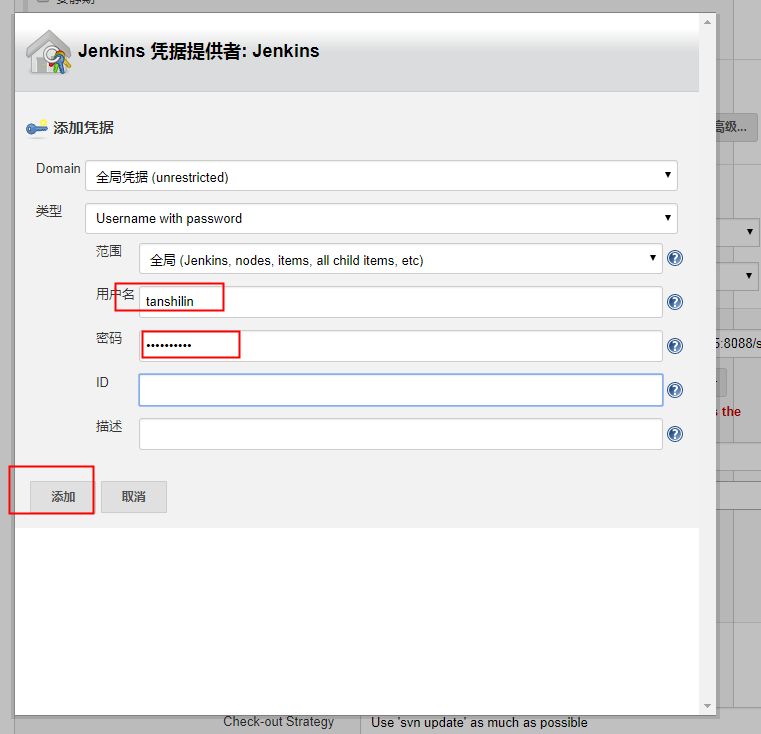 Jenkins 凭据提供者: Jenkins
添加凭据
高级...
Domain 全局凭据 (unrestricted)
类型 Username with password
范围 全局 (Jenkins, nodes, items, all child items, etc)
用户名 tanshilin
密码 ••••••••••
5:8088/s
ID
s the
描述
添加 取消
Check-out Strategy Use 'svn update' as much as possible